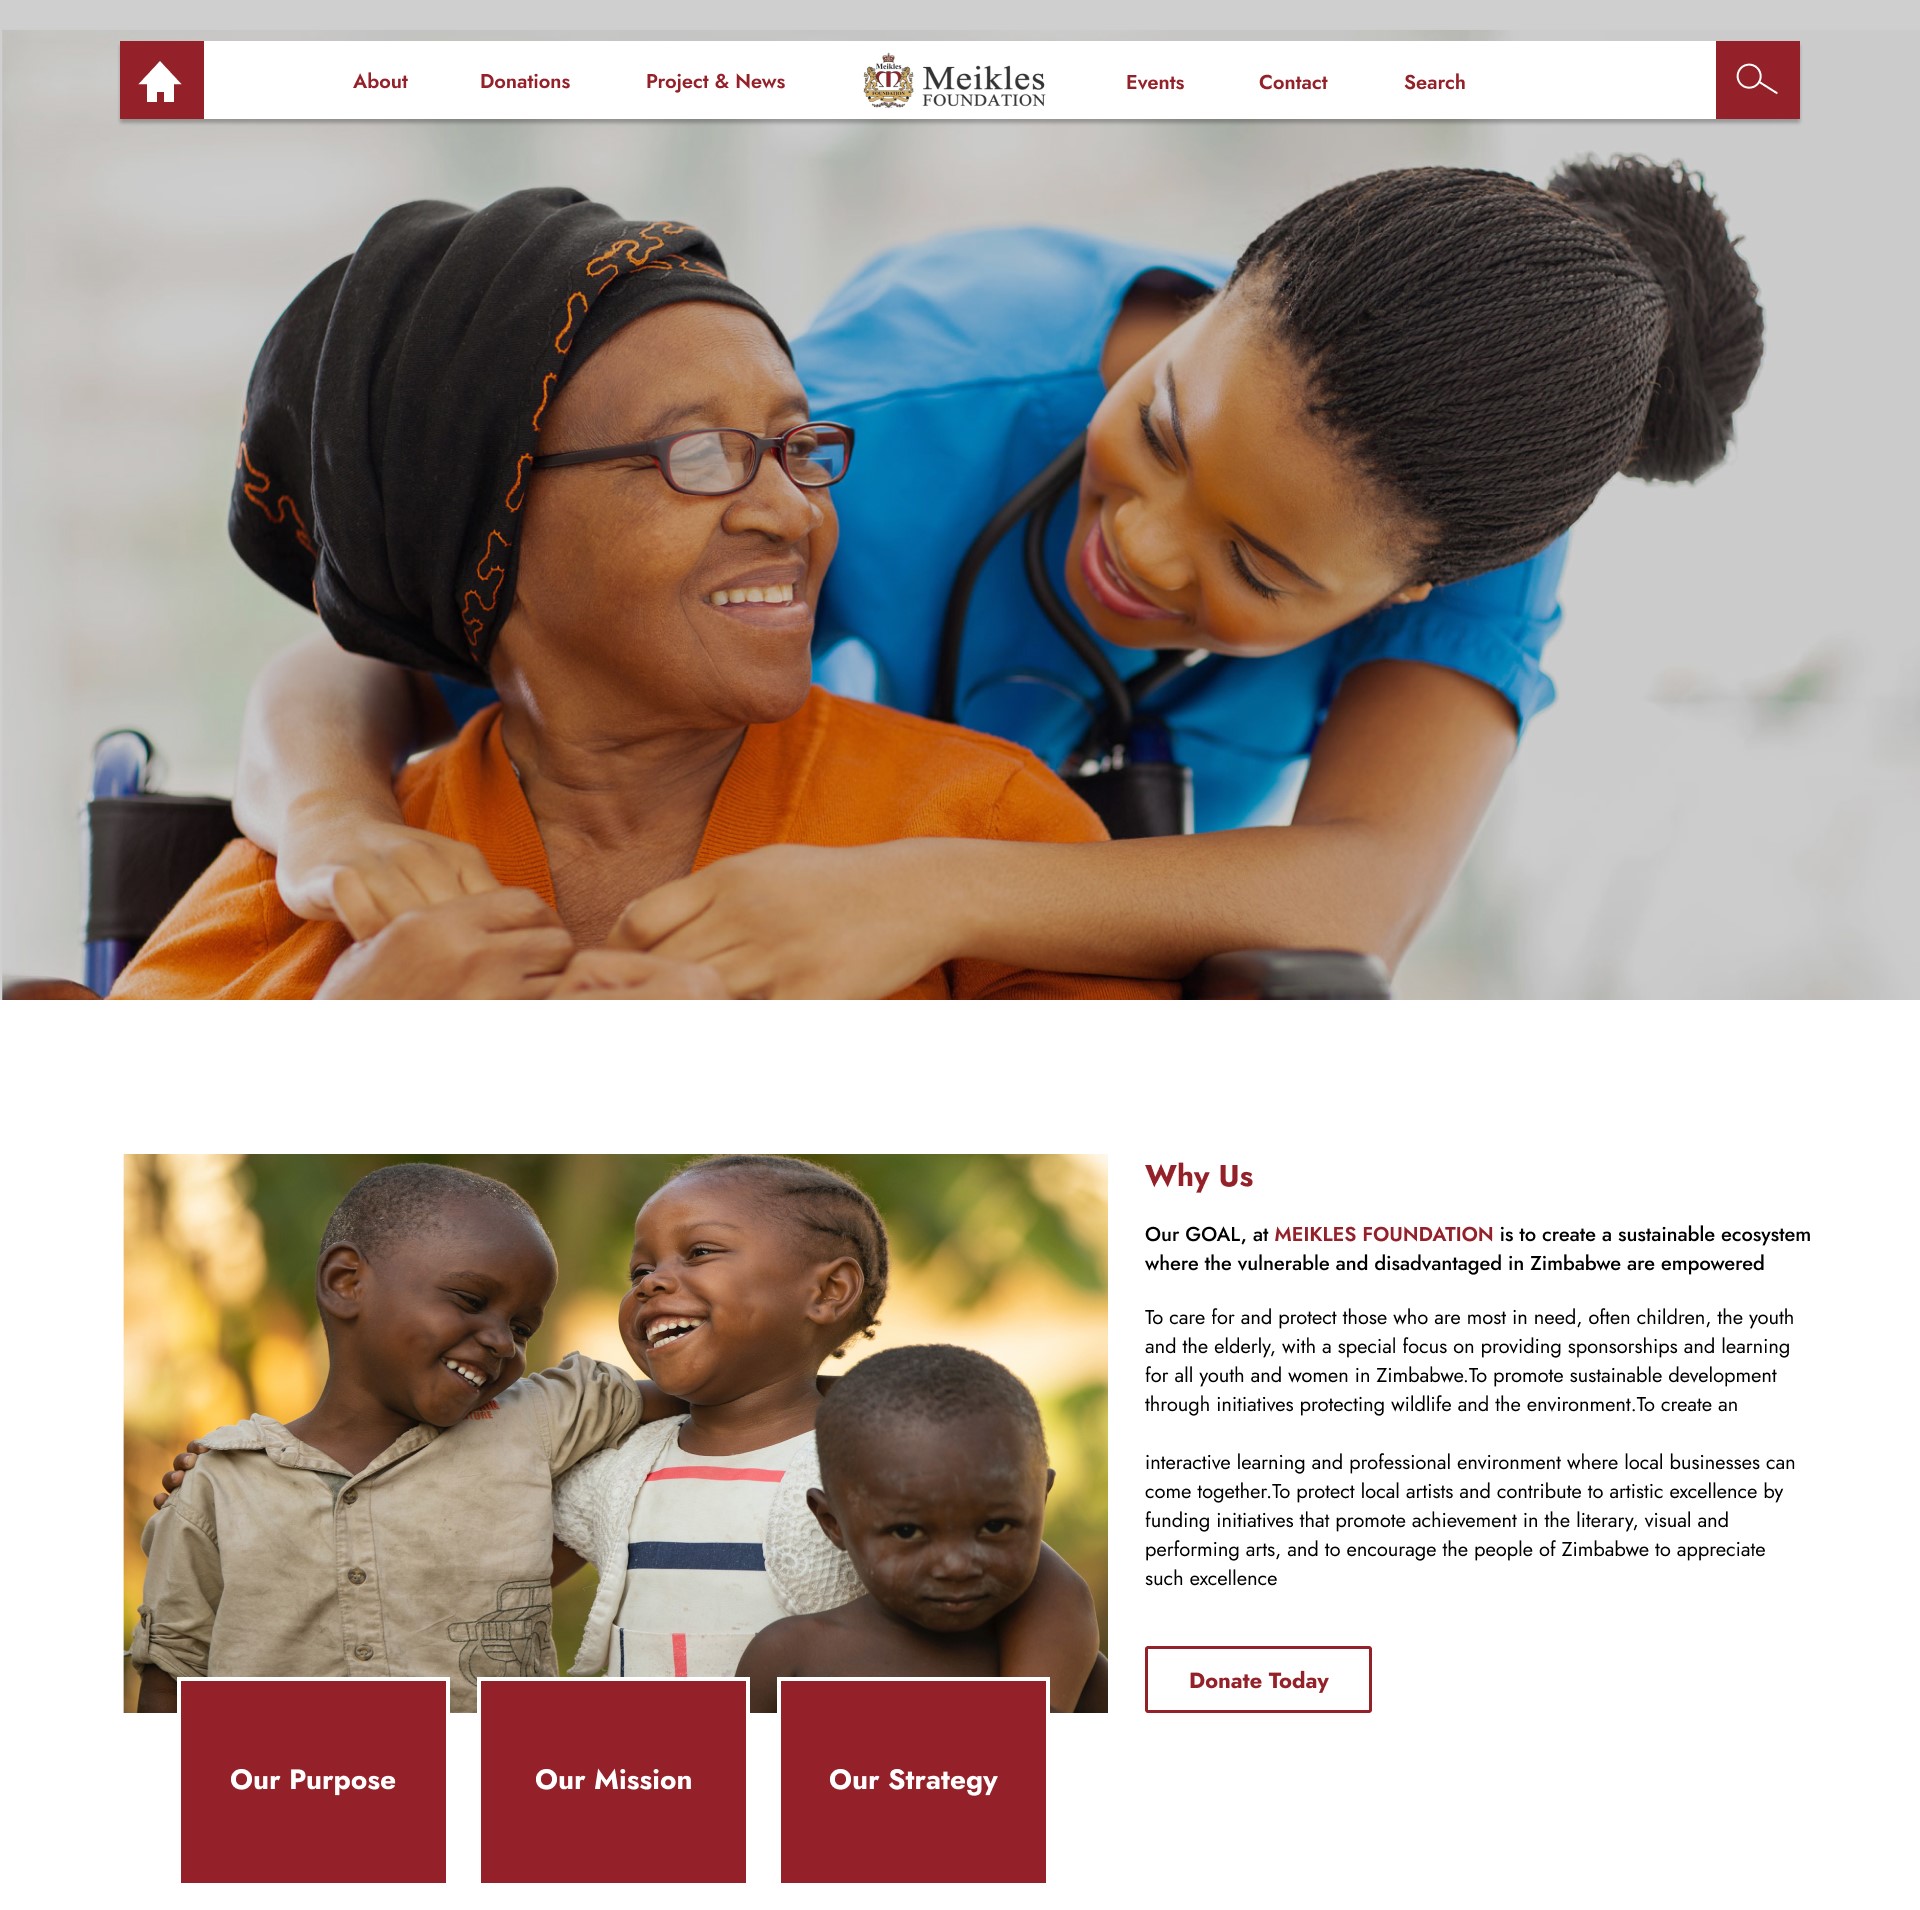 About
Donations
Project & News
Meikles
FOUNDATION
Meikles
FOUNDATION
Events
Contact
Search
Why Us
Our GOAL, at MEIKLES FOUNDATION is to create a sustainable ecosystem
where the vulnerable and disadvantaged in Zimbabwe are empowered
To care for and protect those who are most in need, often children, the youth
and the elderly, with a special focus on providing sponsorships and learning
for all youth and women in Zimbabwe.To promote sustainable development
through initiatives protecting wildlife and the environment.To create an
interactive learning and professional environment where local businesses can
come together.To protect local artists and contribute to artistic excellence by
funding initiatives that promote achievement in the literary, visual and
performing arts, and to encourage the people of Zimbabwe to appreciate
such excellence
Donate Today
Our Purpose
Our Mission
Our Strategy